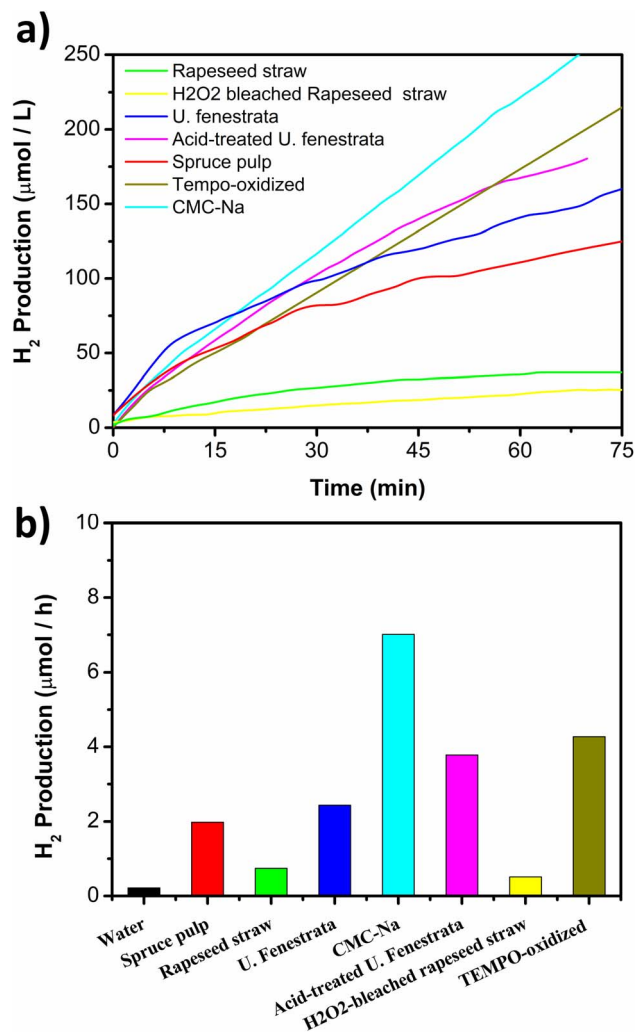 a)
250
200
150
100
50
0
H2 Production (µmol / L)
Rapeseed straw
H2O2 bleached Rapeseed  straw
U. fenestrata
Acid-treated U. fenestrata
Spruce pulp
Tempo-oxidized
CMC-Na
0 15 30 45 60 75
Time (min)
b)
10
8
6
4
2
0
H2 Production (µmol / h)
Water
Spruce pulp
Rapeseed straw
U. Fenestrata
CMC-Na
Acid-treated U. Fenestrata
H2O2-bleached rapeseed straw
TEMPO-oxidized